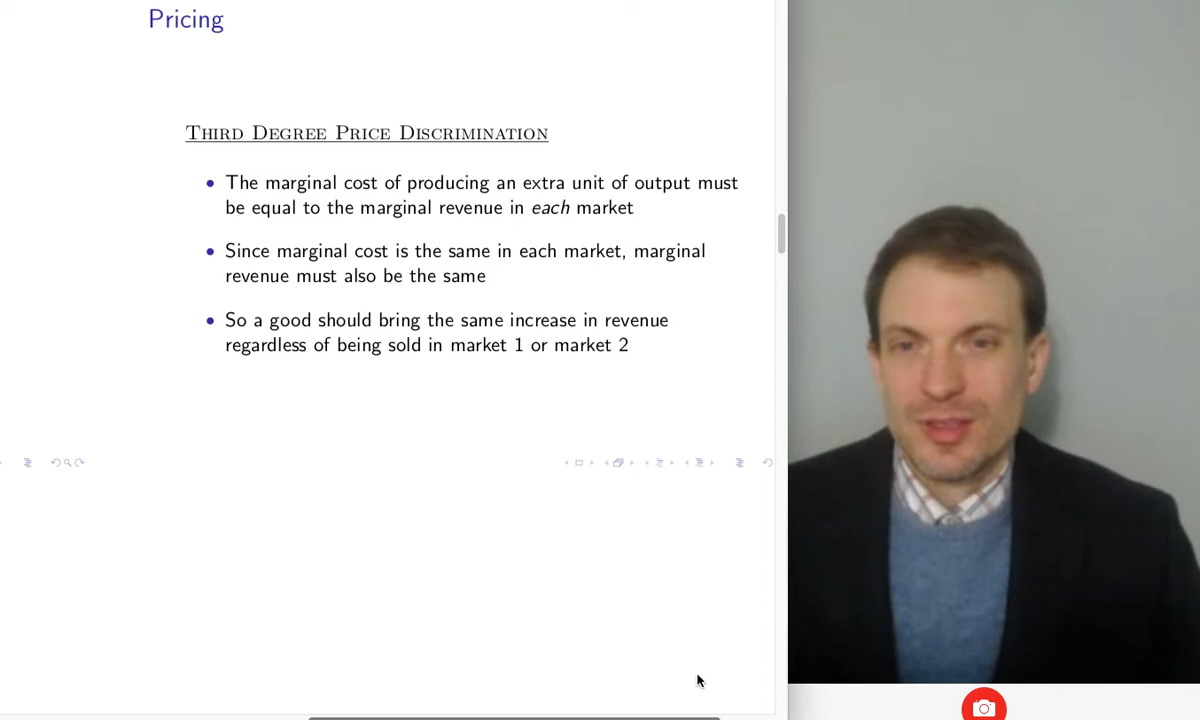 Pricing
Third Degree Price Discrimination
• The marginal cost of producing an extra unit of output must
be equal to the marginal revenue in each market
• Since marginal cost is the same in each market, marginal
revenue must also be the same
• So a good should bring the same increase in revenue
regardless of being sold in market 1 or market 2